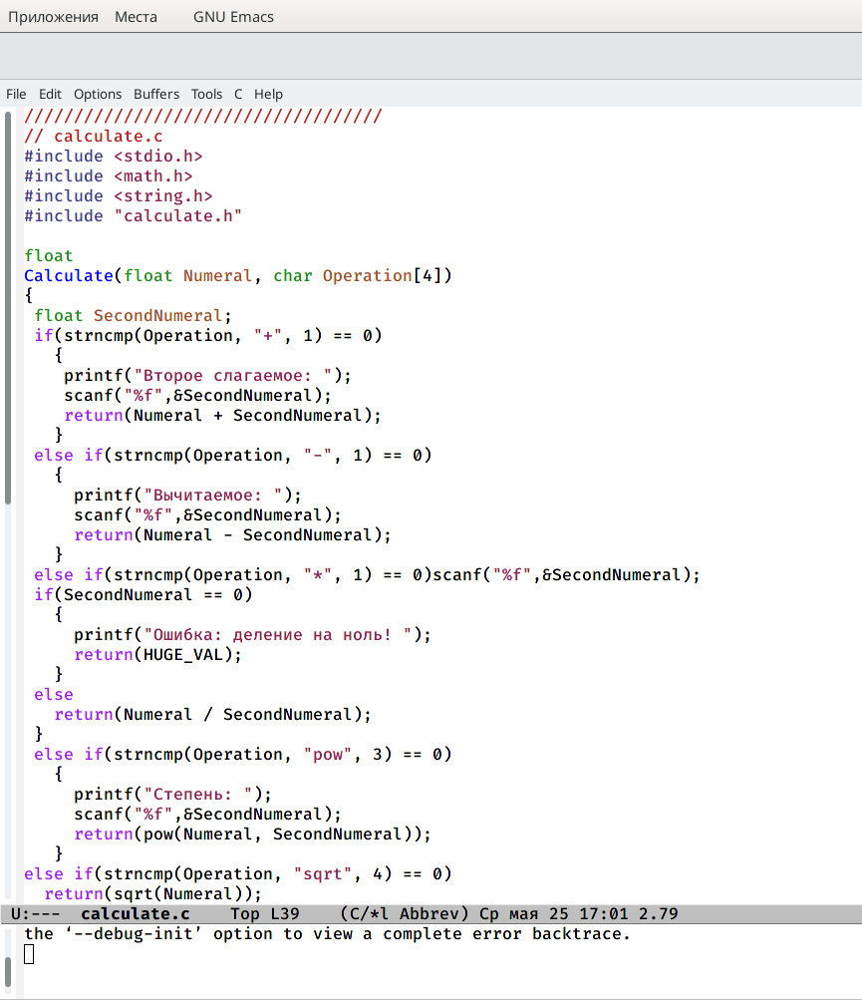 Приложения Места GNU Emacs
File Edit Options Buffers Tools C Help
////////////////////////////////////
// calculate.c
#include <stdio.h>
#include <math.h>
#include <string.h>
#include "calculate.h"
float
Calculate(float Numeral, char Operation[4])
{
float SecondNumeral;
if(strncmp(Operation, "+", 1) == 0)
{
printf("Второе слагаемое: ");
scanf("%f",&SecondNumeral);
return(Numeral + SecondNumeral);
}
else if(strncmp(Operation, "-", 1) == 0)
{
printf("Вычитаемое: ");
scanf("%f",&SecondNumeral);
return(Numeral - SecondNumeral);
}
else if(strncmp(Operation, "*", 1) == 0)scanf("%f",&SecondNumeral);
if(SecondNumeral == 0)
{
printf("Ошибка: деление на ноль! ");
return(HUGE_VAL);
}
else
return(Numeral / SecondNumeral);
}
else if(strncmp(Operation, "pow", 3) == 0)
{
printf("Степень: ");
scanf("%f",&SecondNumeral);
return(pow(Numeral, SecondNumeral));
}
else if(strncmp(Operation, "sqrt", 4) == 0)
return(sqrt(Numeral));
U:--- calculate.c Top L39 (C/*l Abbrev) Ср мая 25 17:01 2.79
the ‘--debug-init’ option to view a complete error backtrace.